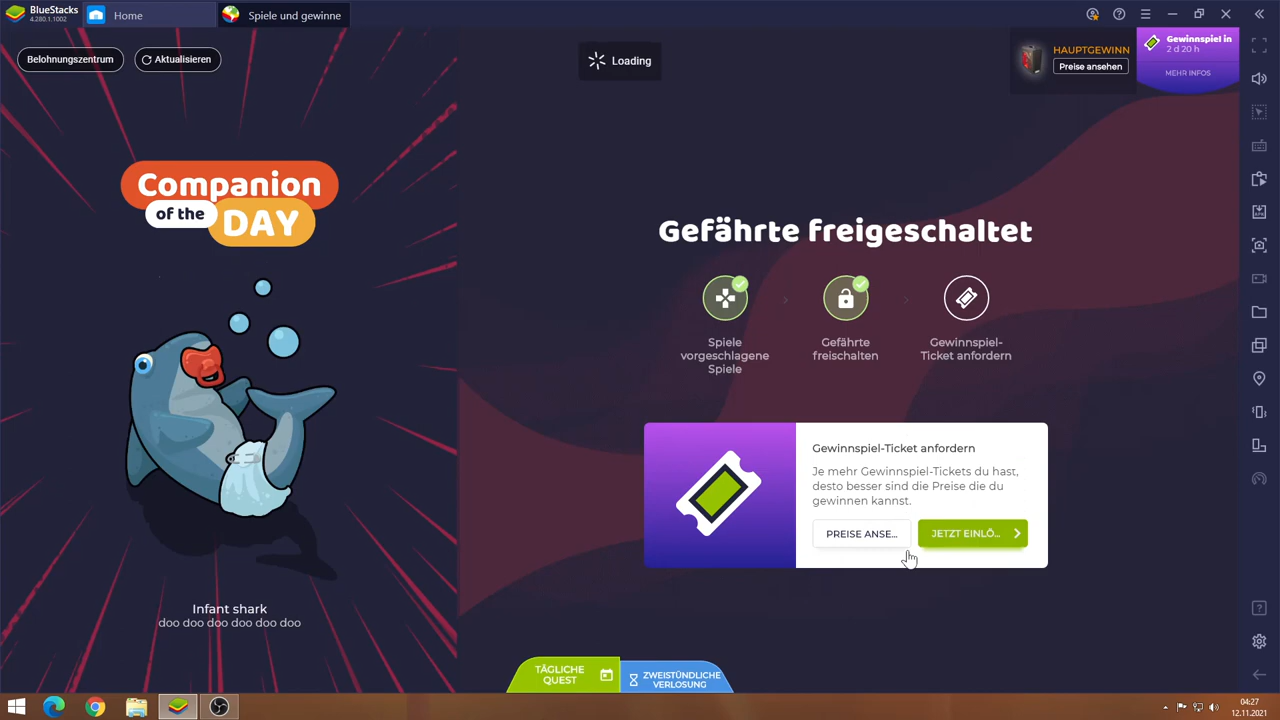 BlueStacks
4.280.1.1002
Home
Spiele und gewinne
Belohnungszentrum
Aktualisieren
Loading
HAUPTGEWINN
Preise ansehen
Gewinnspiel in
2 d 20 h
MEHR INFOS
Companion
of the
DAY
Infant shark
doo doo doo doo doo doo
Gefährte freigeschaltet
Spiele
vorgeschlagene
Spiele
Gefährte
freischalten
Gewinnspiel-
Ticket anfordern
Gewinnspiel-Ticket anfordern
Je mehr Gewinnspiel-Tickets du hast,
desto besser sind die Preise die du
gewinnen kannst.
PREISE ANSE...
JETZT EINLÖ...
TÄGLICHE
QUEST
ZWEISTÜNDLICHE
VERLOSUNG
04:27
12.11.2021